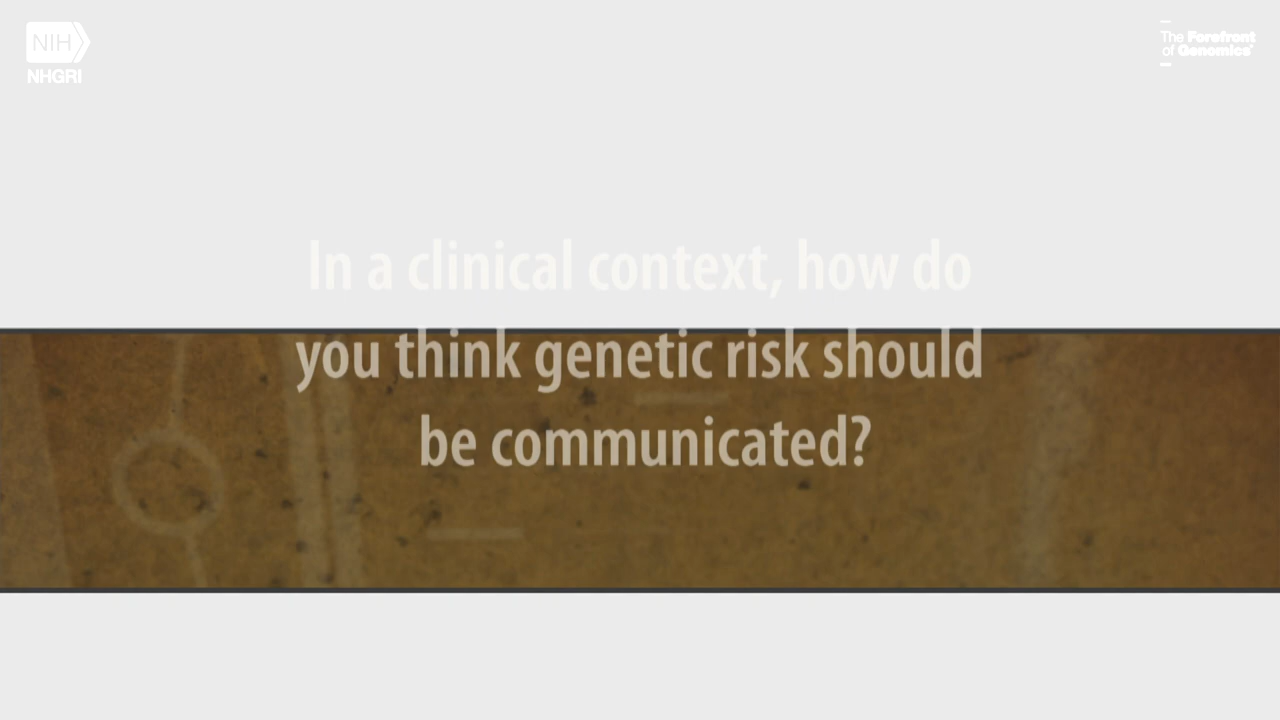 NIH
NHGRI
The Forefront
of Genomics®
In a clinical context, how do
you think genetic risk should
be communicated?